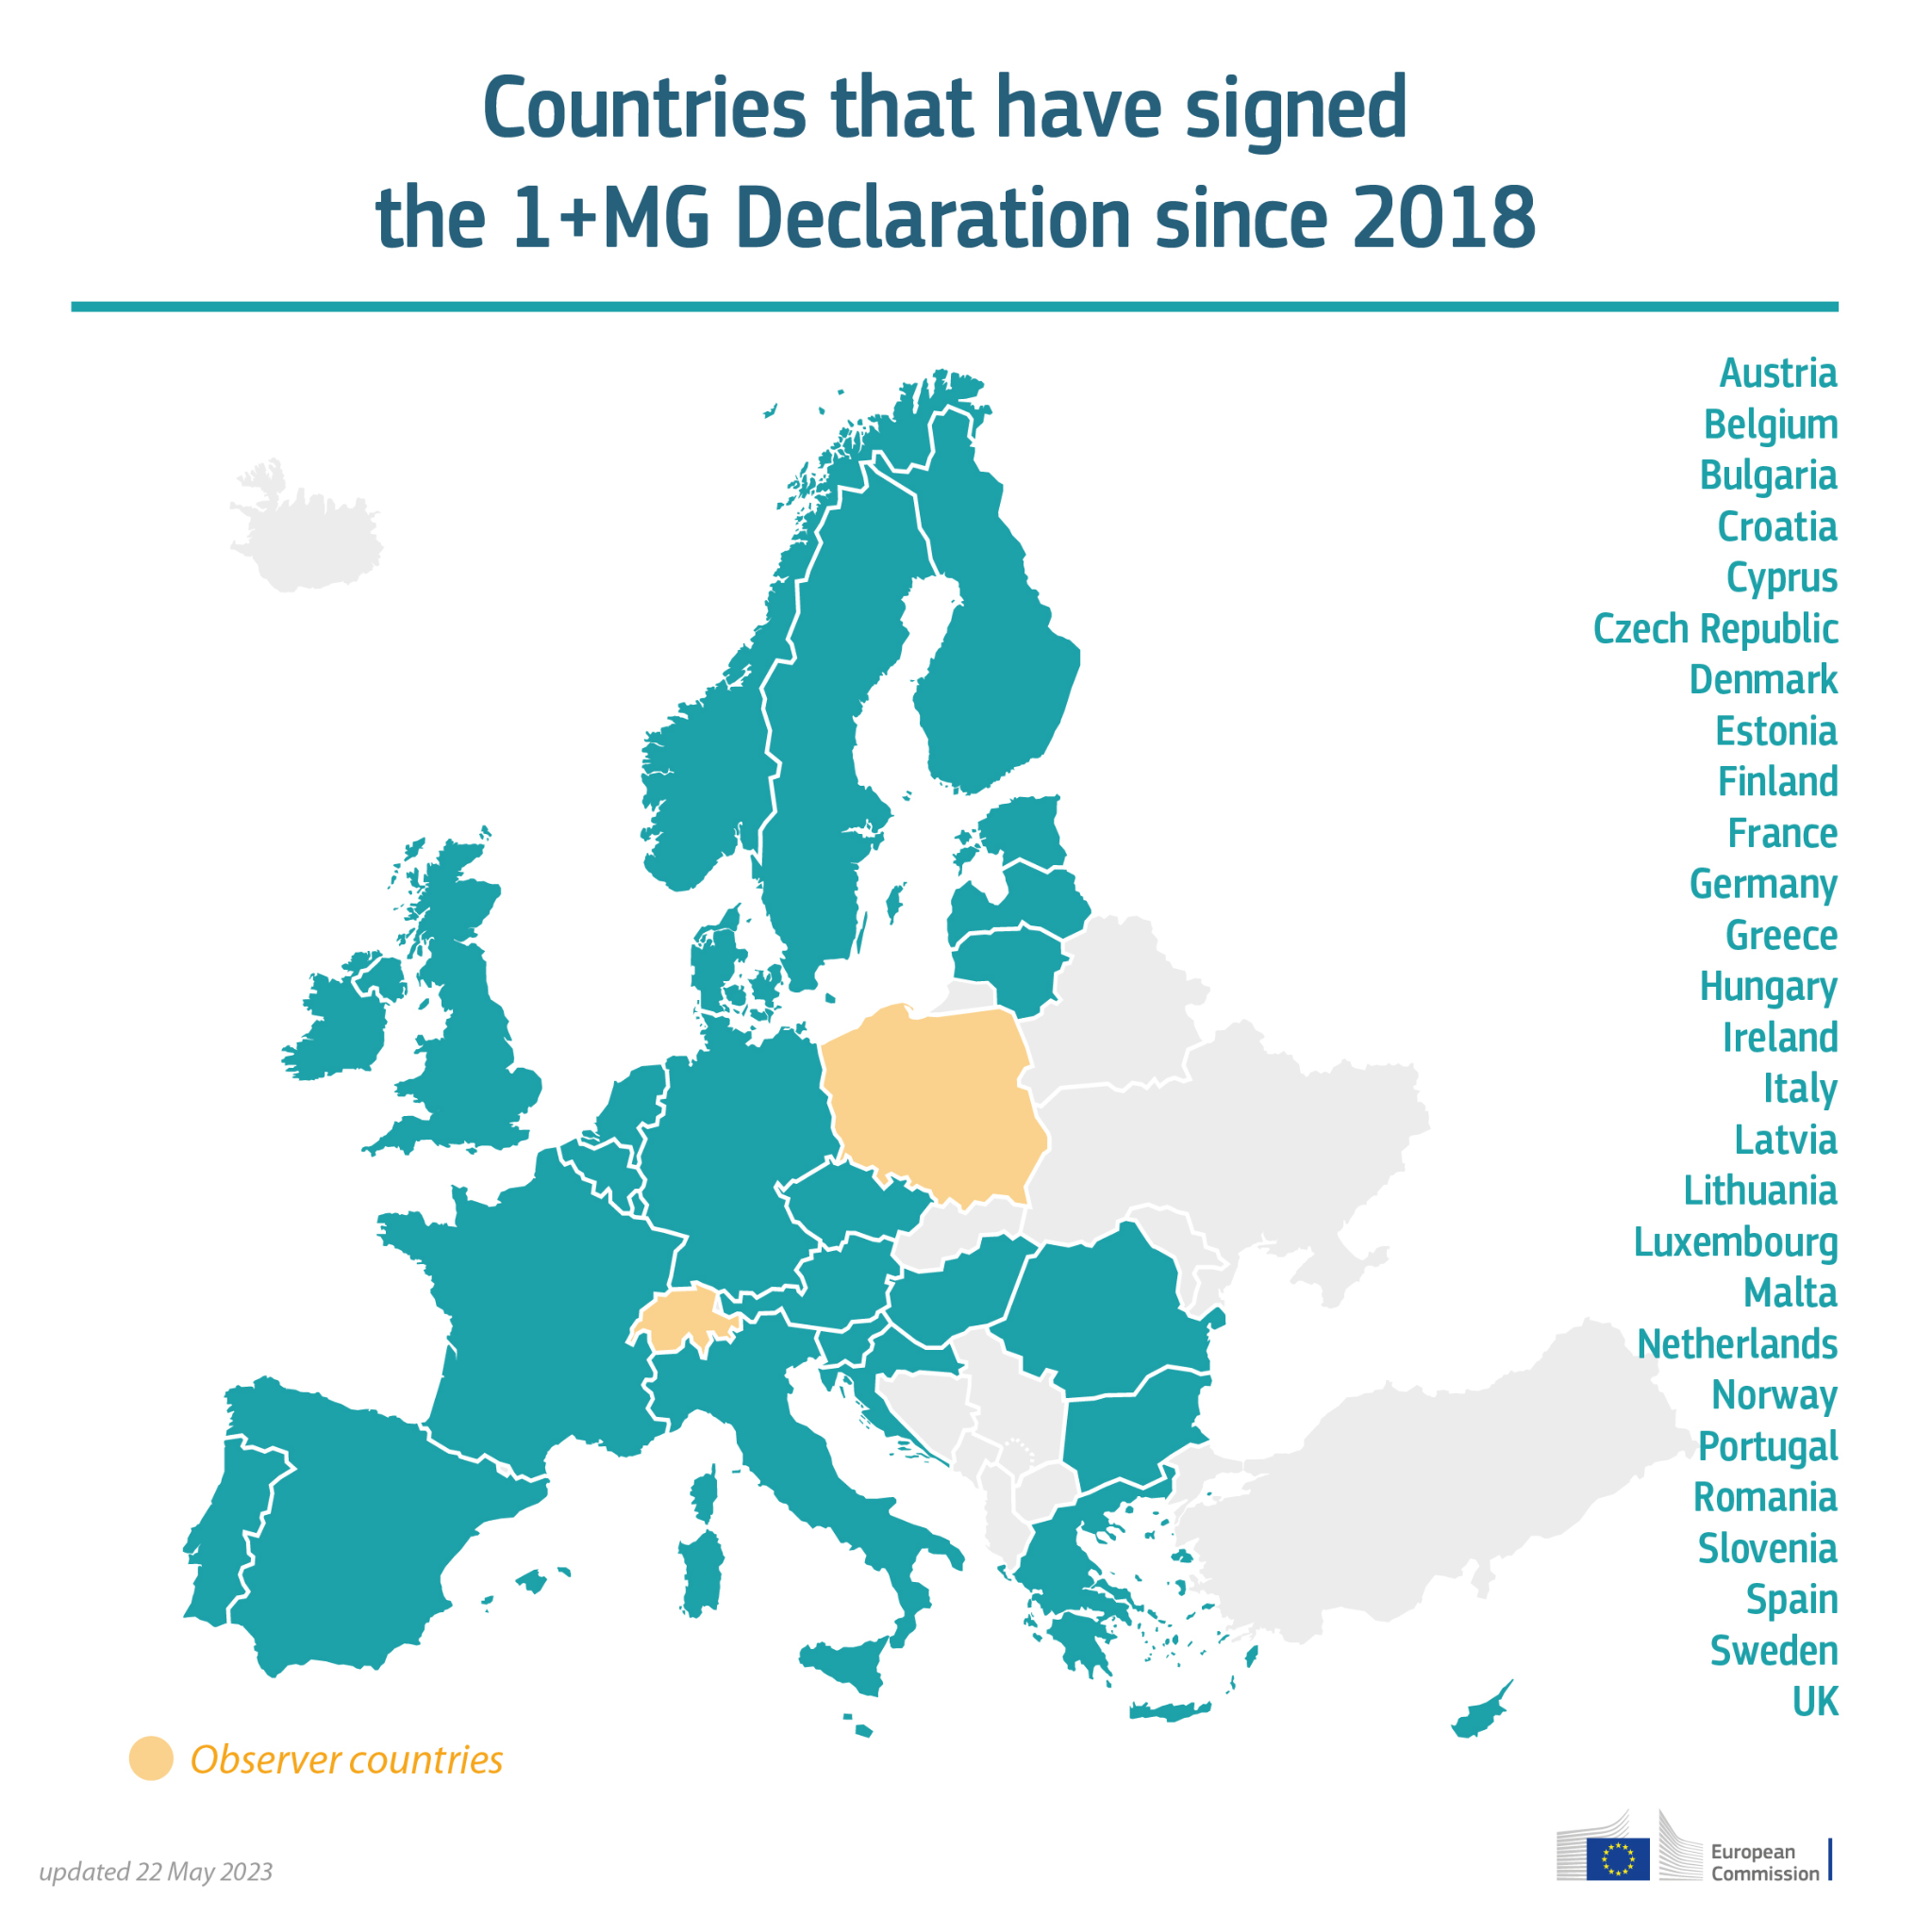 Countries that have signed
the 1+MG Declaration since 2018
Austria
Belgium
Bulgaria
Croatia
Cyprus
Czech Republic
Denmark
Estonia
Finland
France
Germany
Greece
Hungary
Ireland
Italy
Latvia
Lithuania
Luxembourg
Malta
Netherlands
Norway
Portugal
Romania
Slovenia
Spain
Sweden
UK
Observer countries
updated 22 May 2023
European
Commission